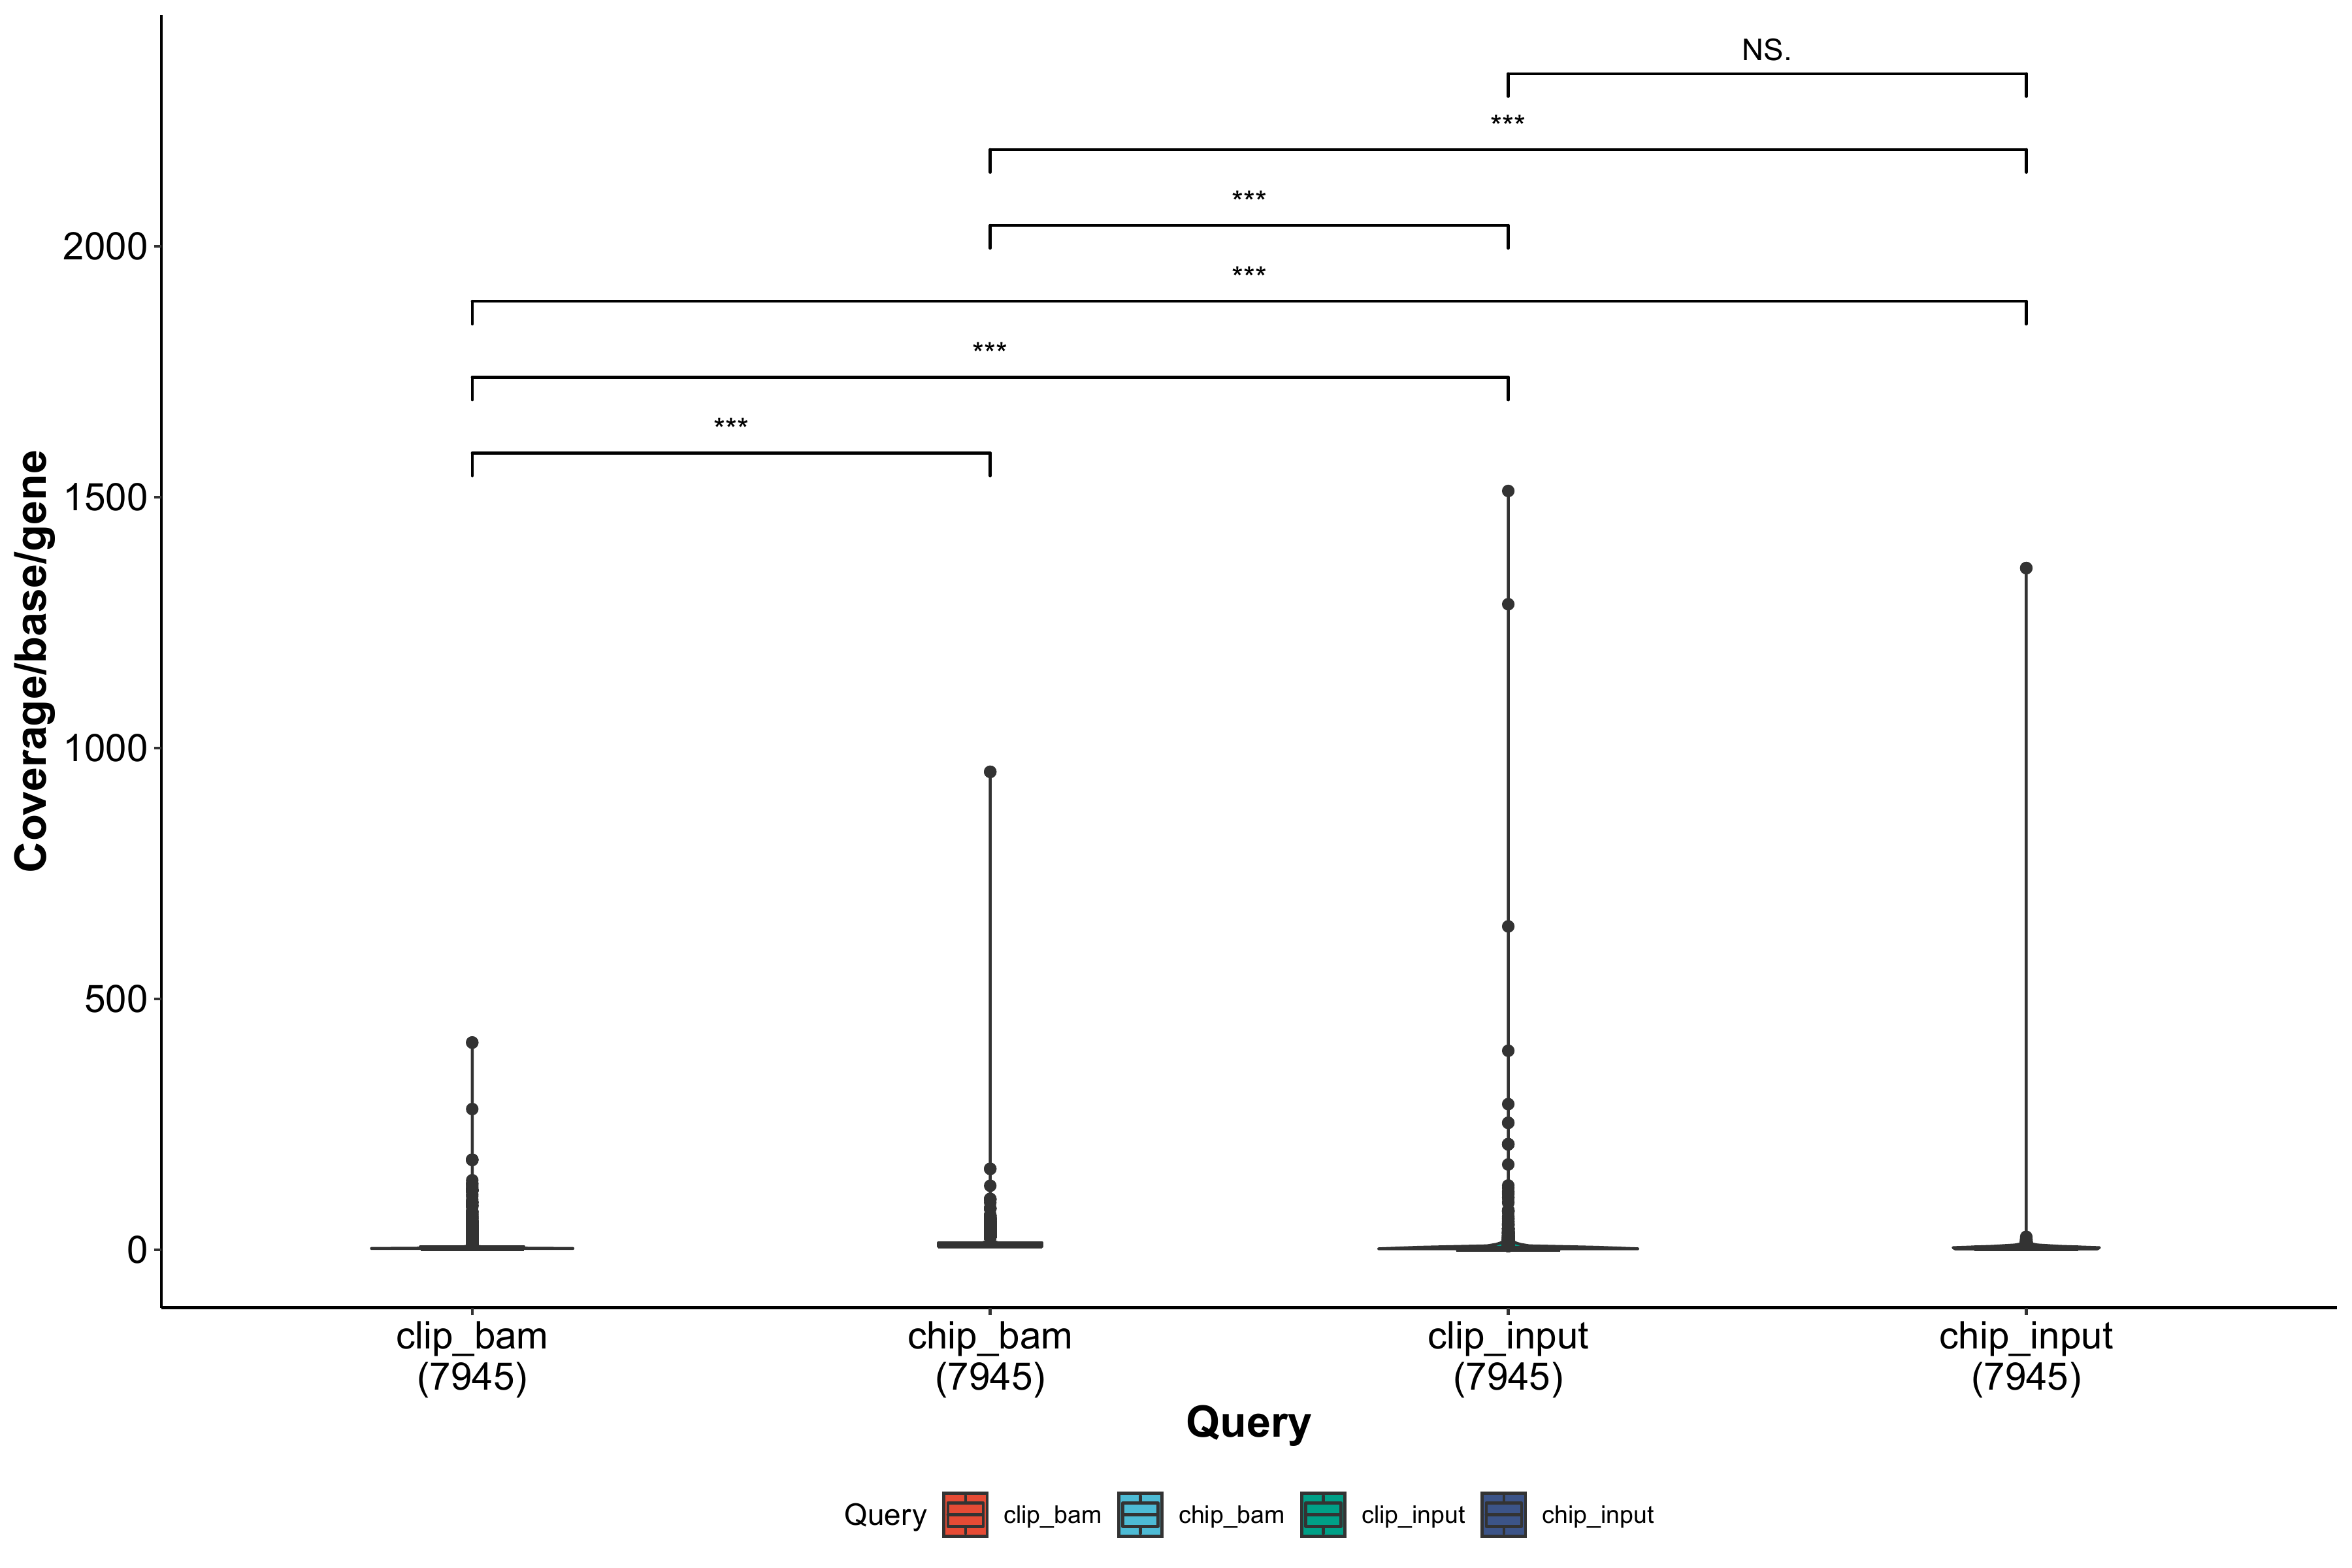 NS.
***
***
***
***
***
2000
1500
1000
500
0
Coverage/base/gene
clip_bam
(7945)
chip_bam
(7945)
clip_input
(7945)
chip_input
(7945)
Query
Query clip_bam chip_bam clip_input chip_input